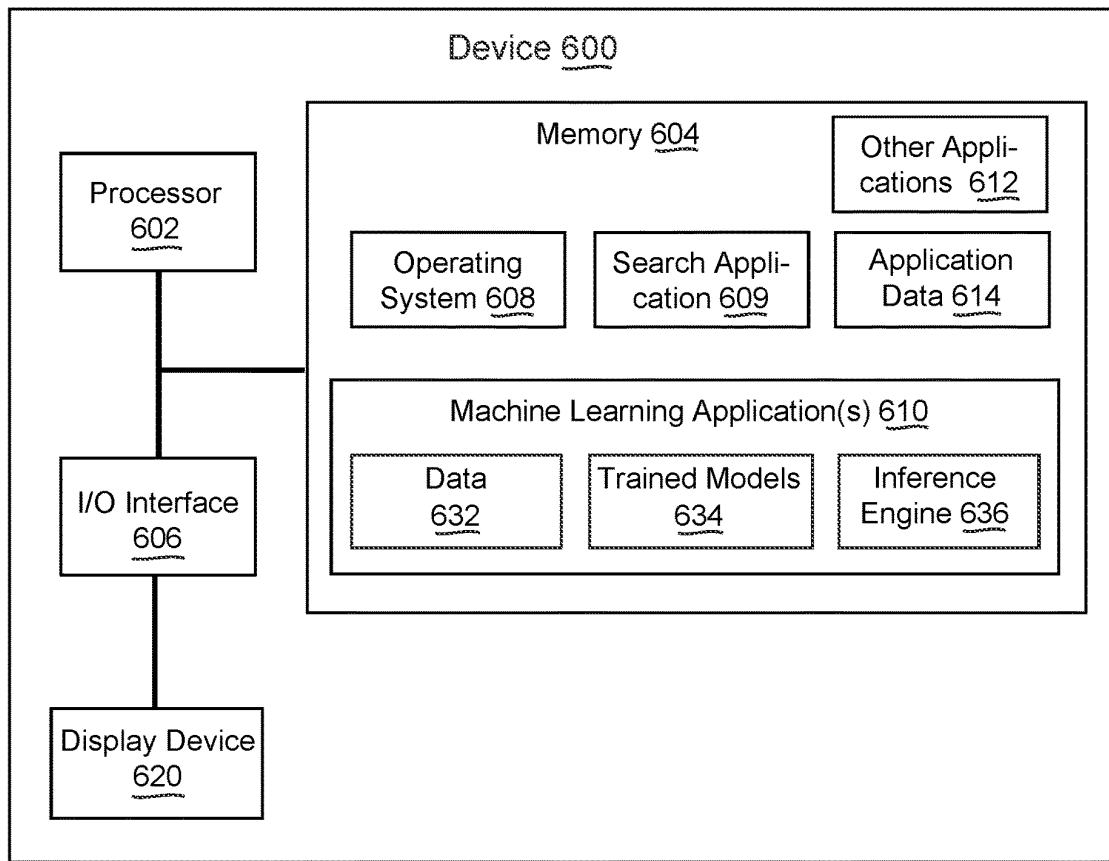 Device 600
Memory 604
Other Appli-
cations 612
Processor
602
Operating
System 608
Search Appli-
cation 609
Application
Data 614
Machine Learning Application(s) 610
Data
632
Trained Models
634
Inference
Engine 636
I/O Interface
606
Display Device
620